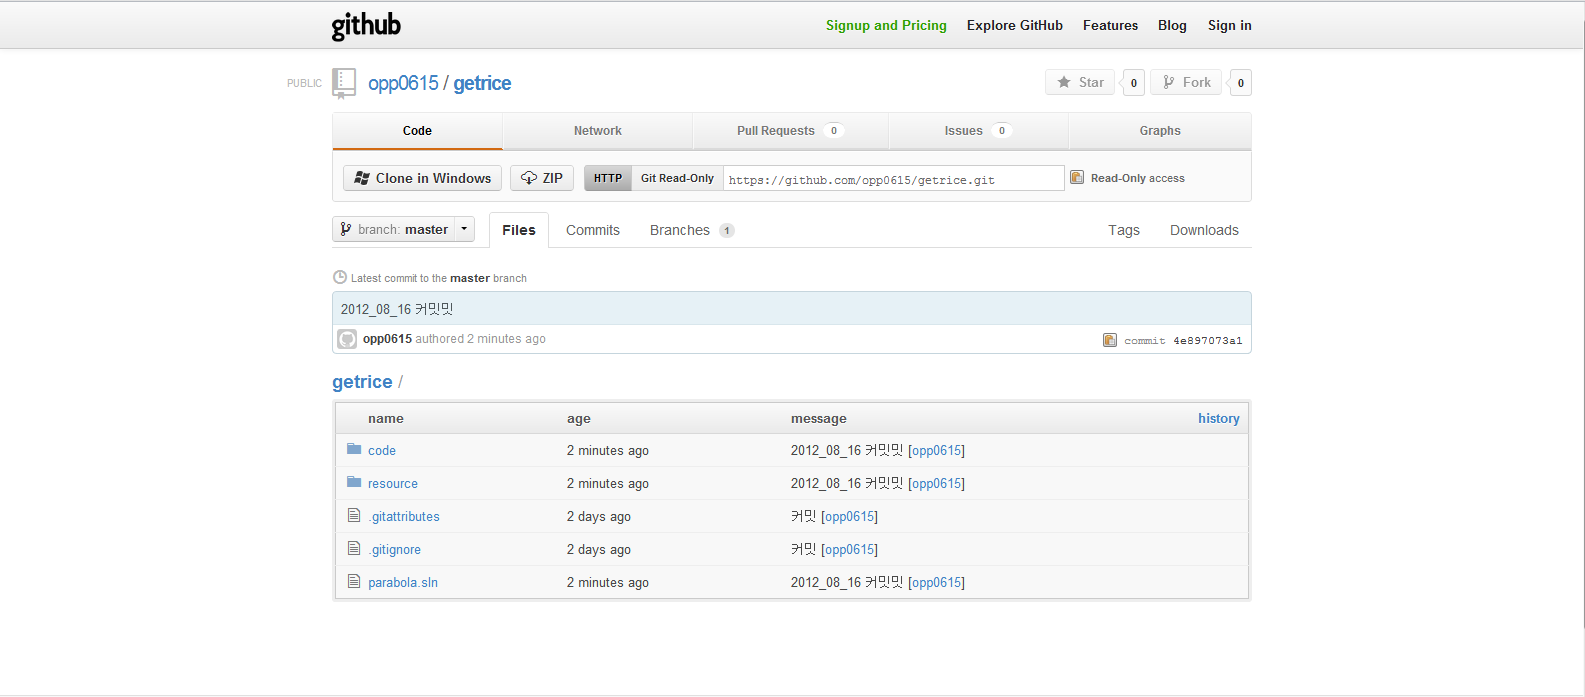 github Signup and Pricing Explore GitHub Features Blog Sign in
PUBLIC opp0615 / getrice Star 0 Fork 0
Code Network Pull Requests 0 Issues 0 Graphs
Clone in Windows ZIP HTTP Git Read-Only https://github.com/opp0615/getrice.git Read-Only access
branch: master Files Commits Branches 1 Tags Downloads
Latest commit to the master branch
2012_08_16 커밋밋
opp0615 authored 2 minutes ago commit 4e897073a1
getrice /
name age message history
code 2 minutes ago 2012_08_16 커밋밋 [opp0615]
resource 2 minutes ago 2012_08_16 커밋밋 [opp0615]
.gitattributes 2 days ago 커밋 [opp0615]
.gitignore 2 days ago 커밋 [opp0615]
parabola.sln 2 minutes ago 2012_08_16 커밋밋 [opp0615]